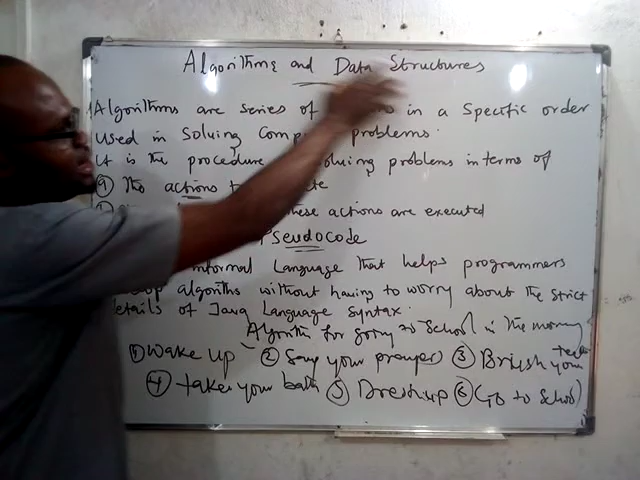 Algorithms and Data Structures
Algorithms are series of in a Specific order
used in Solving Comp problems.
It is the procedure solving problems in terms of
a The actions to
these actions are executed
Pseudocode
informal Language that helps programmers
algoriths without having to worry about the strict
details of Java Language Syntax.
Algorith for going to School in the morning
1 Wake up 2 Say your prayers 3 Brush your teeth
4 take your bath 5 Dress up 6 Go to School